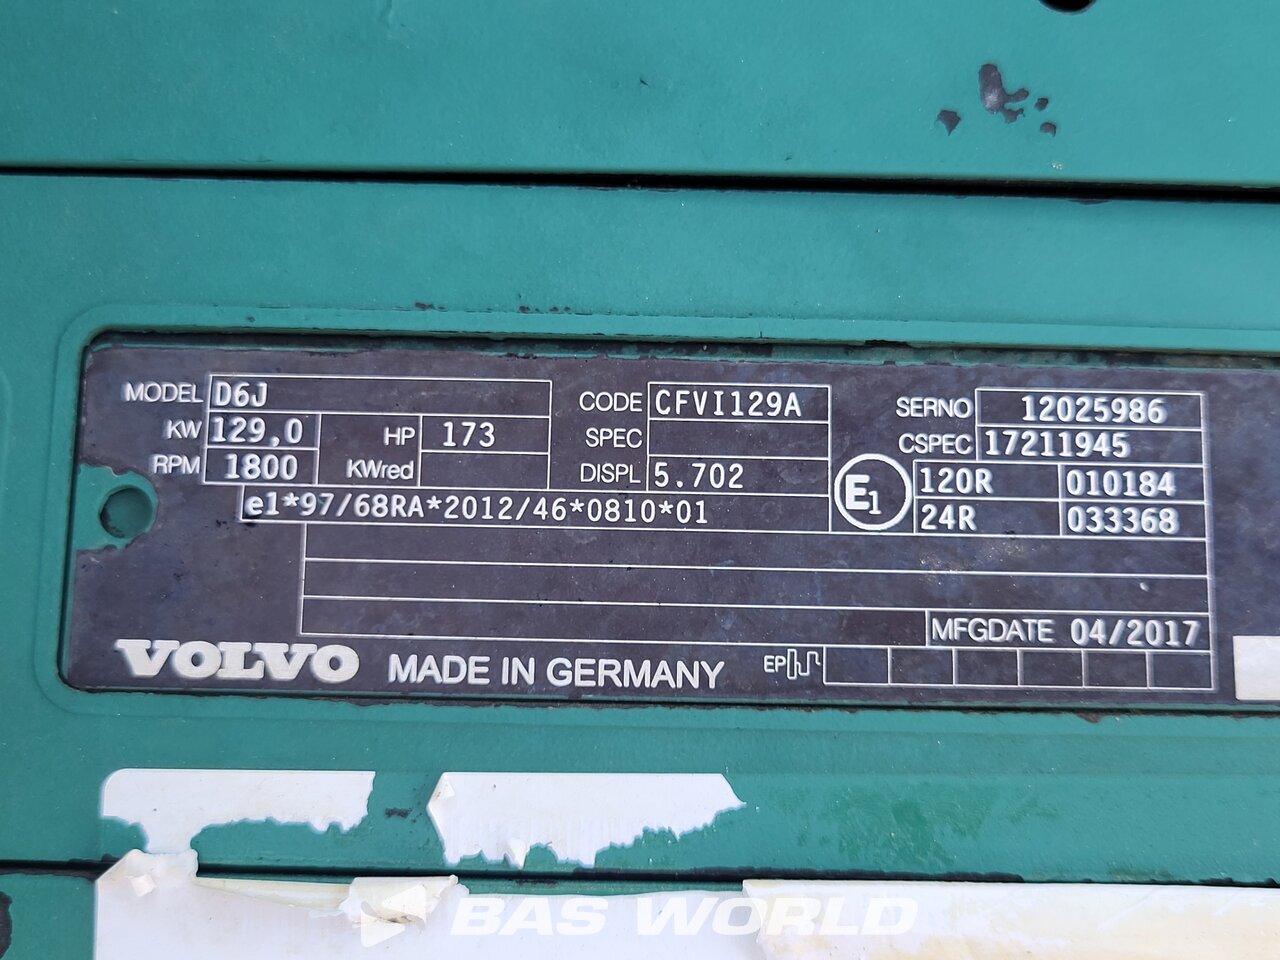 MODEL D6J CODE CFVI129A SERNO 12025986
KW 129,0 HP 173 SPEC CSPEC 17211945
RPM 1800 KWred DISPL 5.702 E1 120R 010184
e1*97/68RA*2012/46*0810*01 24R 033368
MFGDATE 04/2017
VOLVO MADE IN GERMANY EP
BAS WORLD